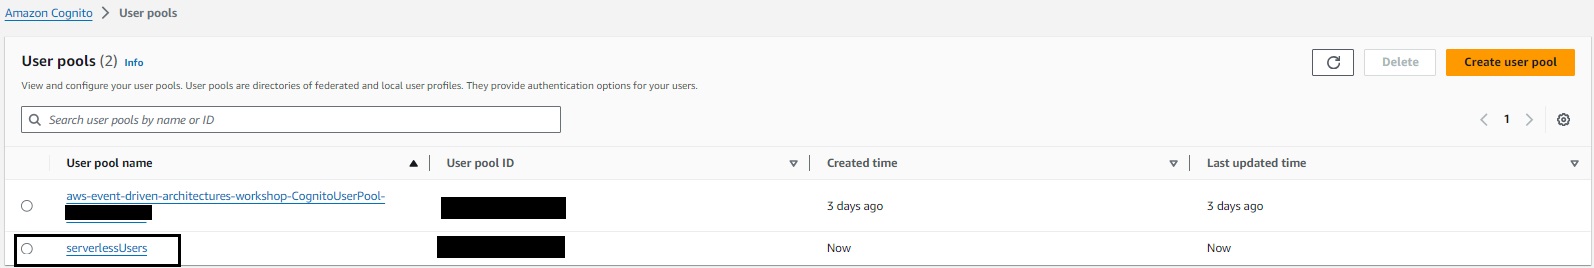 Amazon Cognito > User pools
User pools (2) Info
Delete
Create user pool
View and configure your user pools. User pools are directories of federated and local user profiles. They provide authentication options for your users.
Search user pools by name or ID
1
User pool name User pool ID Created time Last updated time
aws-event-driven-architectures-workshop-CognitoUserPool-
3 days ago 3 days ago
serverlessUsers Now Now